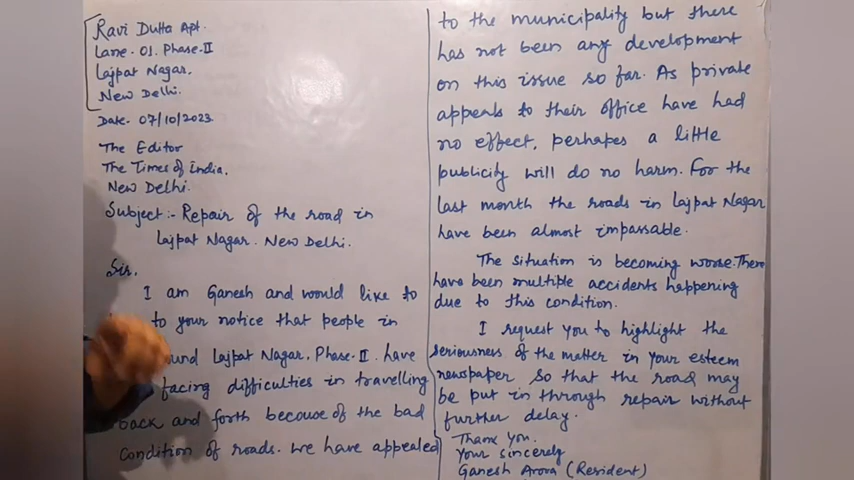 Ravi Dutta Apt.
Lane. 01. Phase-II
Lajpat Nagar.
New Delhi.
Date. 07/10/2023
The Editor
The Times of India.
New Delhi.
Subject:- Repair of the road in
Lajpat Nagar. New Delhi.
Sir.
I am Ganesh and would like to
to your notice that people in
Lajpat Nagar. Phase-II. have
facing difficulties in travelling
back and forth because of the bad
condition of roads. We have appealed
to the municipality but there
has not been any development
on this issue so far. As private
appeals to their office have had
no effect, perhapes a little
publicity will do no harm. For the
last month the roads in Lajpat Nagar
have been almost impassable.
The situation is becoming worse. There
have been multiple accidents happening
due to this condition.
I request you to highlight the
seriousness of the matter in your esteem
newspaper so that the road may
be put in through repair without
further delay.
Thank You.
Your sincerely
Ganesh Arora (Resident)